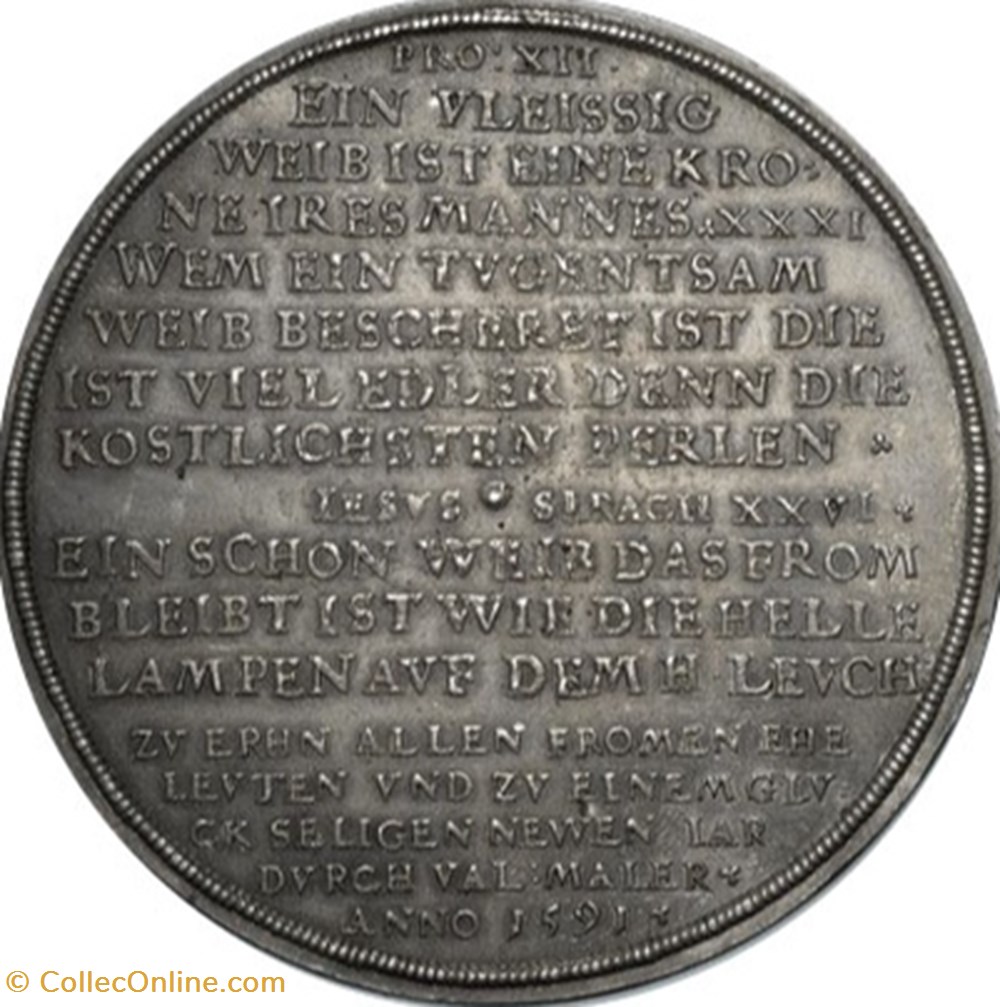 PRO: XII.
EIN VLEISSIG
WEIB IST EINE KRO:
NE IRES MANNES. XXXI
WEM EIN TVGENTSAM
WEIB BESCHERET IST DIE
IST VIEL EDLER DENN DIE
KOSTLICHSTEN PERLEN
IESVS SIRACH XXVI
EIN SCHON WEIB DAS FROM
BLEIBT IST WIE DIE HELLE
LAMPEN AVF DEM H. LEVCH
ZV ERHN ALLEN FROMEN EHE
LEVTEN VND ZV EINEM GLV
CK SELIGEN NEWEN IAR
DVRCH VAL: MALER
ANNO 1591
© CollecOnline.com